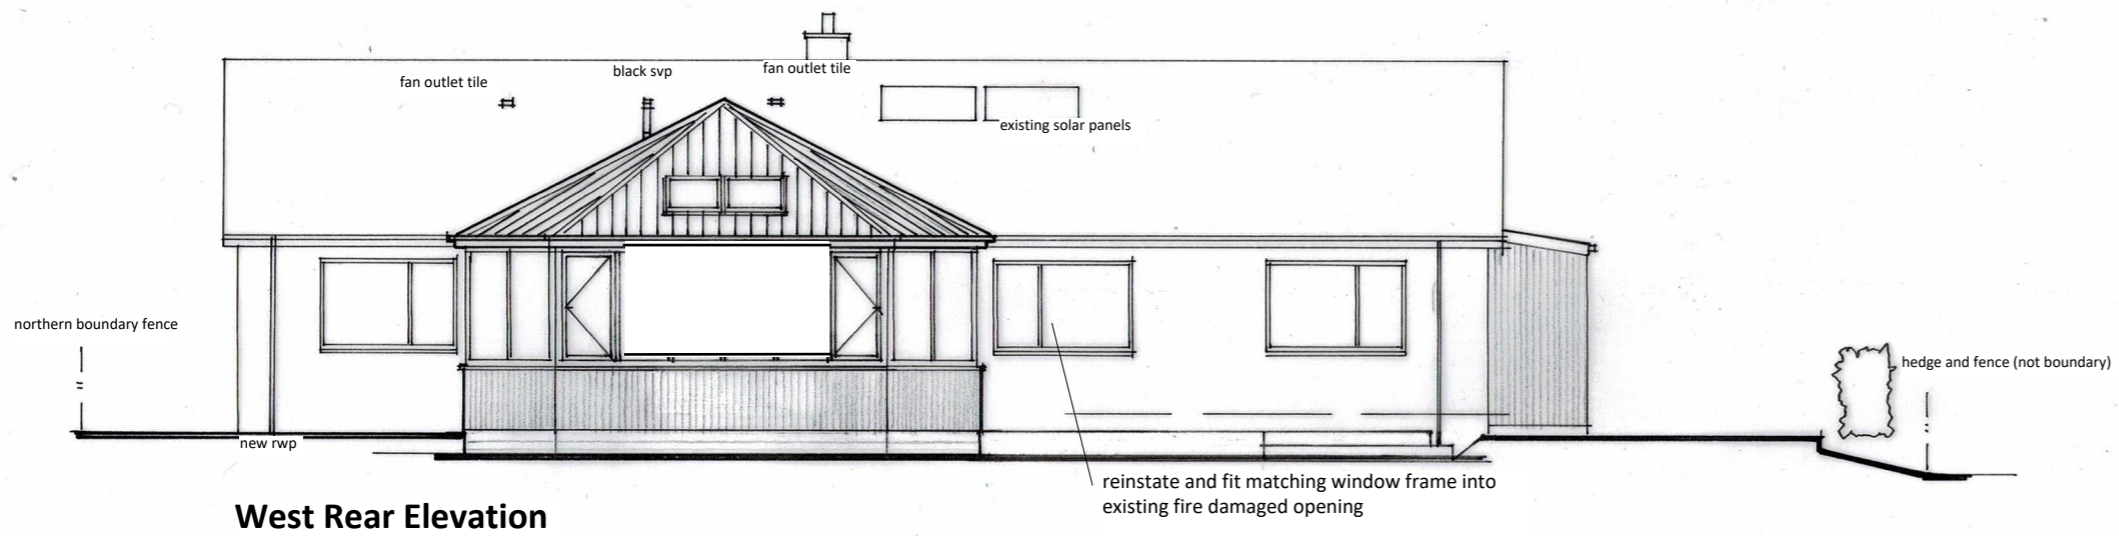 fan outlet tile
black svp
fan outlet tile
existing solar panels
northern boundary fence
hedge and fence (not boundary)
new rwp
reinstate and fit matching window frame into
existing fire damaged opening
West Rear Elevation